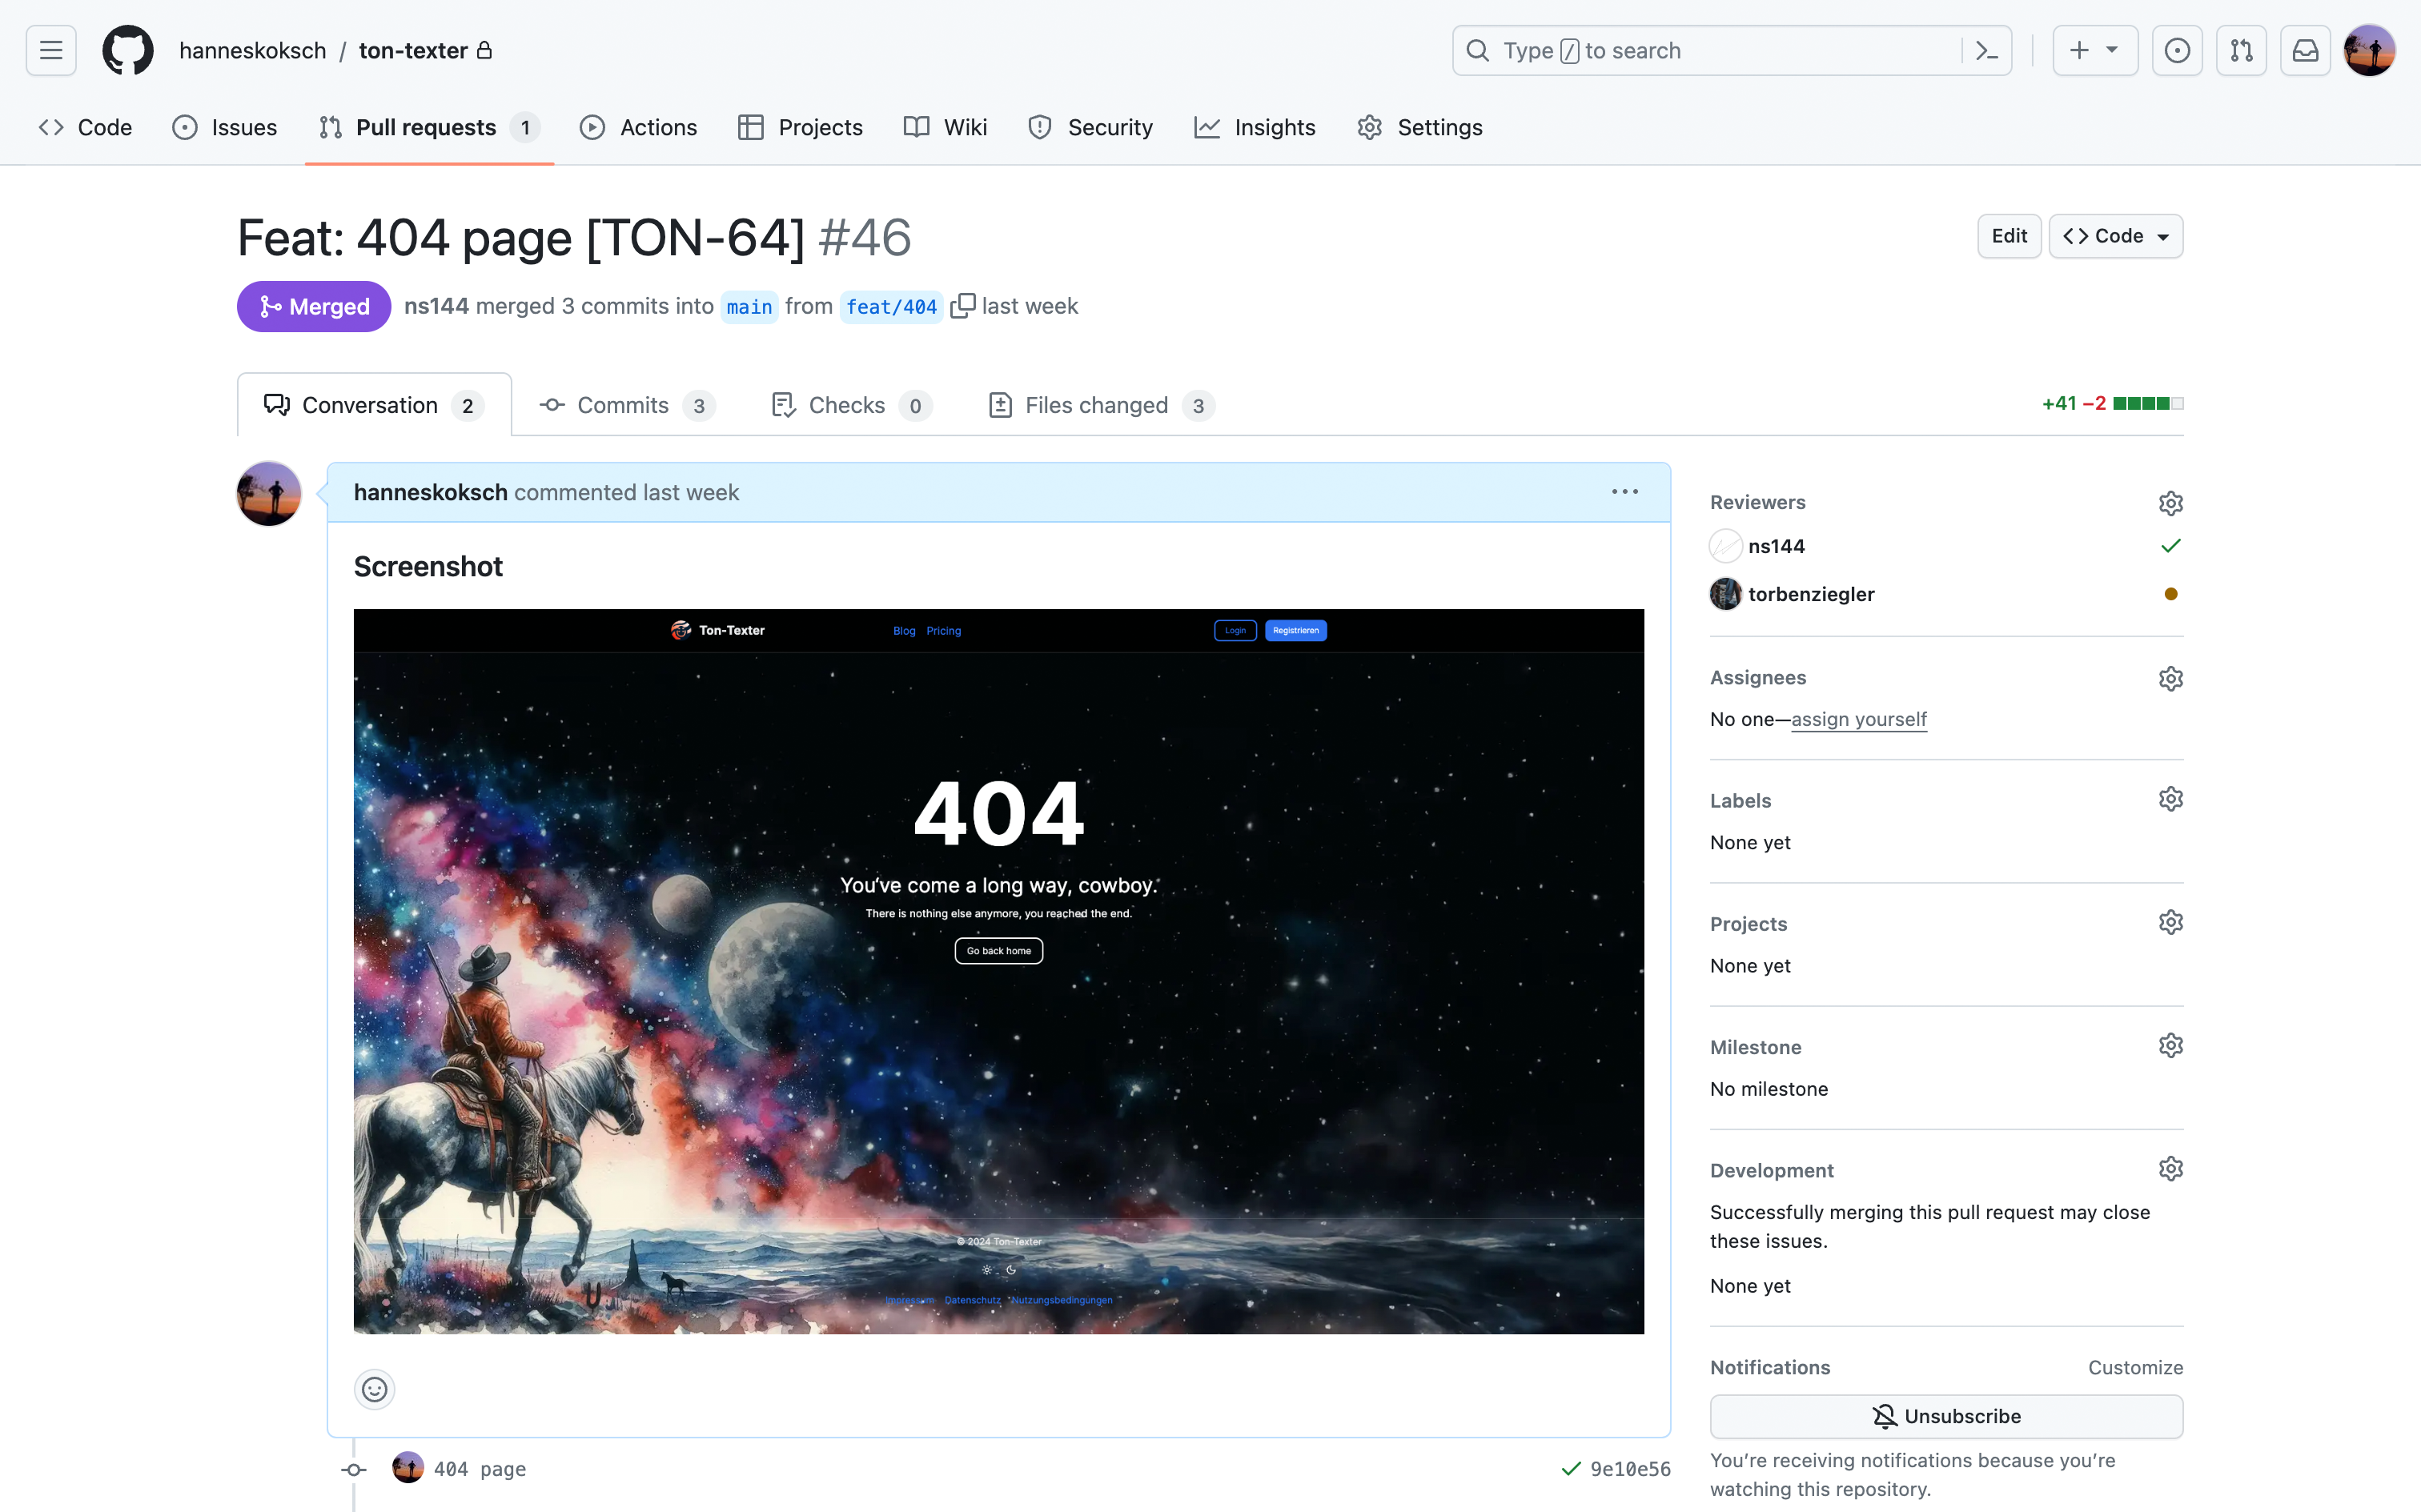 hanneskoksch / ton-texter
Type / to search
Code
Issues
Pull requests 1
Actions
Projects
Wiki
Security
Insights
Settings
Feat: 404 page [TON-64] #46
Edit
Code
Merged
ns144 merged 3 commits into main from feat/404 last week
Conversation 2
Commits 3
Checks 0
Files changed 3
+41 −2
hanneskoksch commented last week
Screenshot
Ton-Texter
Blog
Pricing
Login
Registrieren
404
You've come a long way, cowboy.
There is nothing else anymore, you reached the end.
Go back home
© 2024 Ton-Texter
Impressum
Datenschutz
Nutzungsbedingungen
404 page
9e10e56
Reviewers
ns144
torbenziegler
Assignees
No one—assign yourself
Labels
None yet
Projects
None yet
Milestone
No milestone
Development
Successfully merging this pull request may close
these issues.
None yet
Notifications
Customize
Unsubscribe
You're receiving notifications because you're
watching this repository.